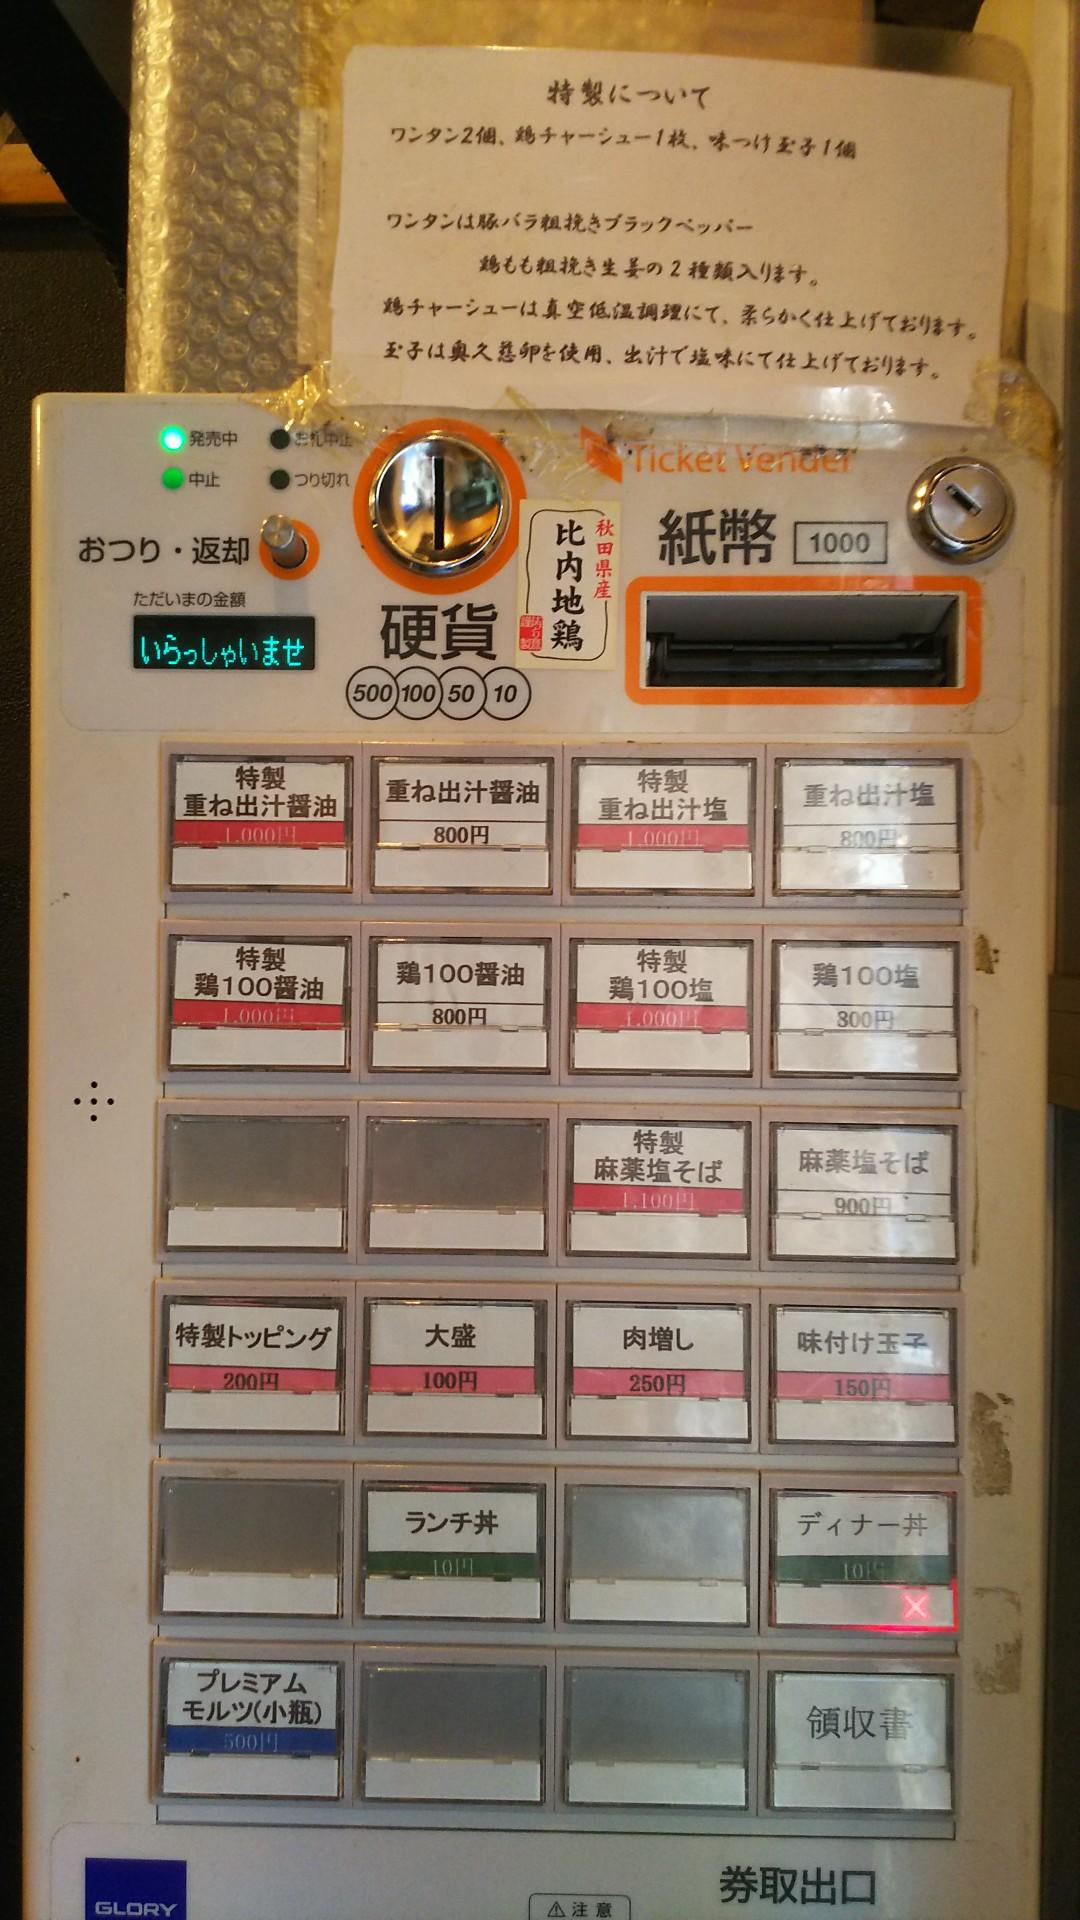 特製について
ワンタン2個、鶏チャーシュー1枚、味つけ玉子1個
ワンタンは豚バラ粗挽きブラックペッパー
鶏もも粗挽き生姜の2種類入ります。
鶏チャーシューは真空低温調理にて、柔らかく仕上げております。
玉子は奥久慈卵を使用、出汁で塩味にて仕上げております。
発売中 お札中止
中止 つり切れ
Ticket Vender
おつり・返却
紙幣 1000
ただいまの金額
いらっしゃいませ
硬貨
500 100 50 10
秋田県産
比内地鶏
特製
重ね出汁醤油
1,000円
重ね出汁醤油
800円
特製
重ね出汁塩
1,000円
重ね出汁塩
800円
特製
鶏100醤油
1,000円
鶏100醤油
800円
特製
鶏100塩
1,000円
鶏100塩
800円
特製
麻薬塩そば
1,100円
麻薬塩そば
900円
特製トッピング
200円
大盛
100円
肉増し
250円
味付け玉子
150円
ランチ丼
10円
ディナー丼
10円
×
プレミアム
モルツ(小瓶)
500円
領収書
GLORY
券取出口
⚠注意